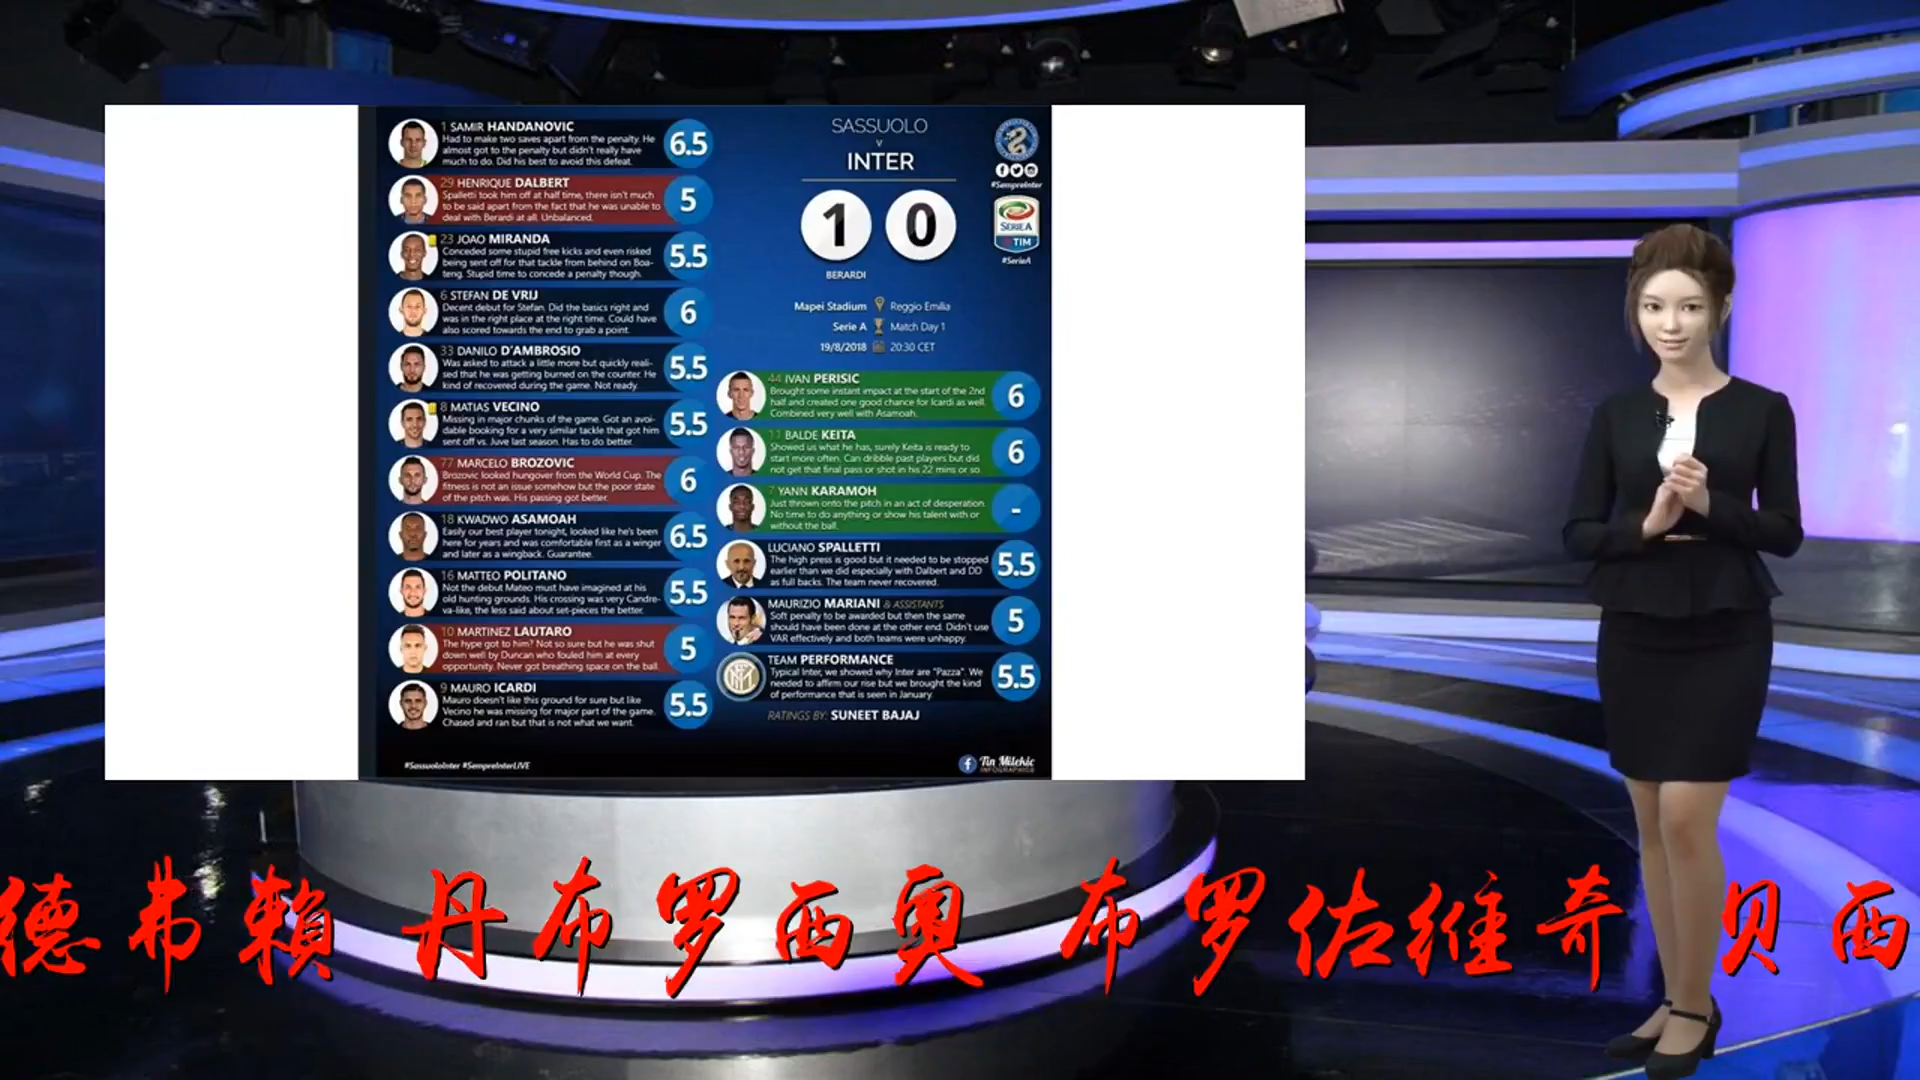 1 SAMIR HANDANOVIC
Had to make two saves apart from the penalty. He
almost got to the penalty but didn't really have
much to do. Did his best to avoid this defeat.
6.5
29 HENRIQUE DALBERT
Spalletti took him off at half time, there isn't much
to be said apart from the fact that he was unable to
deal with Berardi at all. Unbalanced.
5
23 JOAO MIRANDA
Conceded some stupid free kicks and even risked
being sent off for that tackle from behind on Boa-
teng. Stupid time to concede a penalty though.
5.5
6 STEFAN DE VRIJ
Decent debut for Stefan. Did the basics right and
was in the right place at the right time. Could have
also scored towards the end to grab a point.
6
33 DANILO D'AMBROSIO
Was asked to attack a little more but quickly reali-
sed that he was getting burned on the counter. He
kind of recovered during the game. Not ready.
5.5
8 MATIAS VECINO
Missing in major chunks of the game. Got an avoi-
dable booking for a very similar tackle that got him
sent off vs. Juve last season. Has to do better.
5.5
77 MARCELO BROZOVIC
Brozovic looked hungover from the World Cup. The
fitness is not an issue somehow but the poor state
of the pitch was. His passing got better.
6
18 KWADWO ASAMOAH
Easily our best player tonight, looked like he's been
here for years and was comfortable first as a winger
and later as a wingback. Guarantee.
6.5
16 MATTEO POLITANO
Not the debut Mateo must have imagined at his
old hunting grounds. His crossing was very Candre-
va-like, the less said about set-pieces the better.
5.5
10 MARTINEZ LAUTARO
The hype got to him? Not so sure but he was shut
down well by Duncan who fouled him at every
opportunity. Never got breathing space on the ball.
5
9 MAURO ICARDI
Mauro doesn't like this ground for sure but like
Vecino he was missing for major part of the game.
Chased and ran but that is not what we want.
5.5
#SassuoloInter #SempreInterLIVE
SASSUOLO
v
INTER
1 0
BERARDI
#SempreInter
SERIE A
TIM
#SerieA
Mapei Stadium Reggio Emilia
Serie A Match Day 1
19/8/2018 20:30 CET
44 IVAN PERISIC
Brought some instant impact at the start of the 2nd
half and created one good chance for Icardi as well.
Combined very well with Asamoah.
6
11 BALDE KEITA
Showed us what he has, surely Keita is ready to
start more often. Can dribble past players but did
not get that final pass or shot in his 22 mins or so.
6
7 YANN KARAMOH
Just thrown onto the pitch in an act of desperation.
No time to do anything or show his talent with or
without the ball.
-
LUCIANO SPALLETTI
The high press is good but it needed to be stopped
earlier than we did especially with Dalbert and DD
as full backs. The team never recovered.
5.5
MAURIZIO MARIANI & ASSISTANTS
Soft penalty to be awarded but then the same
should have been done at the other end. Didn't use
VAR effectively and both teams were unhappy.
5
TEAM PERFORMANCE
Typical Inter, we showed why Inter are "Pazza". We
needed to affirm our rise but we brought the kind
of performance that is seen in January.
5.5
RATINGS BY: SUNEET BAJAJ
Tin Milekic
INFOGRAPHICS
德弗賴 丹布罗西奥 布罗佐维奇 贝西